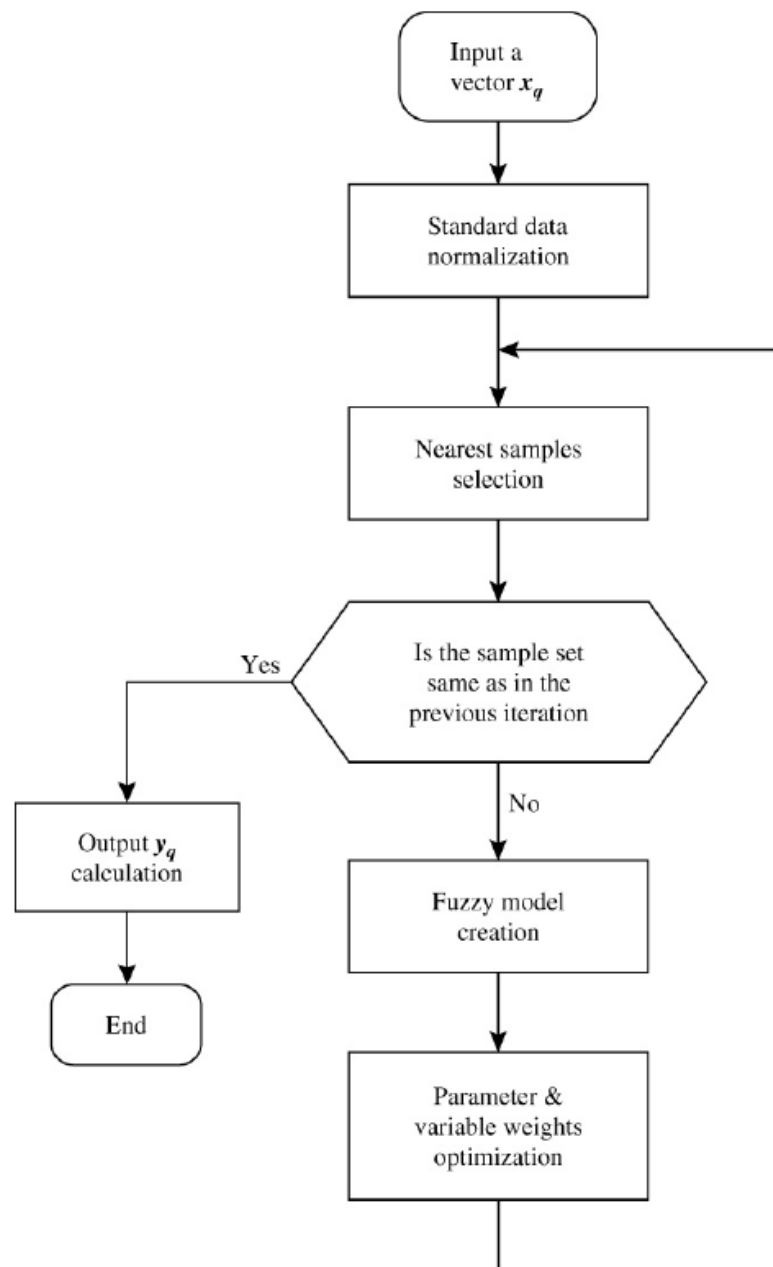 Input a
vector x_q
Standard data
normalization
Nearest samples
selection
Is the sample set
same as in the
previous iteration
Yes
No
Output y_q
calculation
Fuzzy model
creation
End
Parameter &
variable weights
optimization